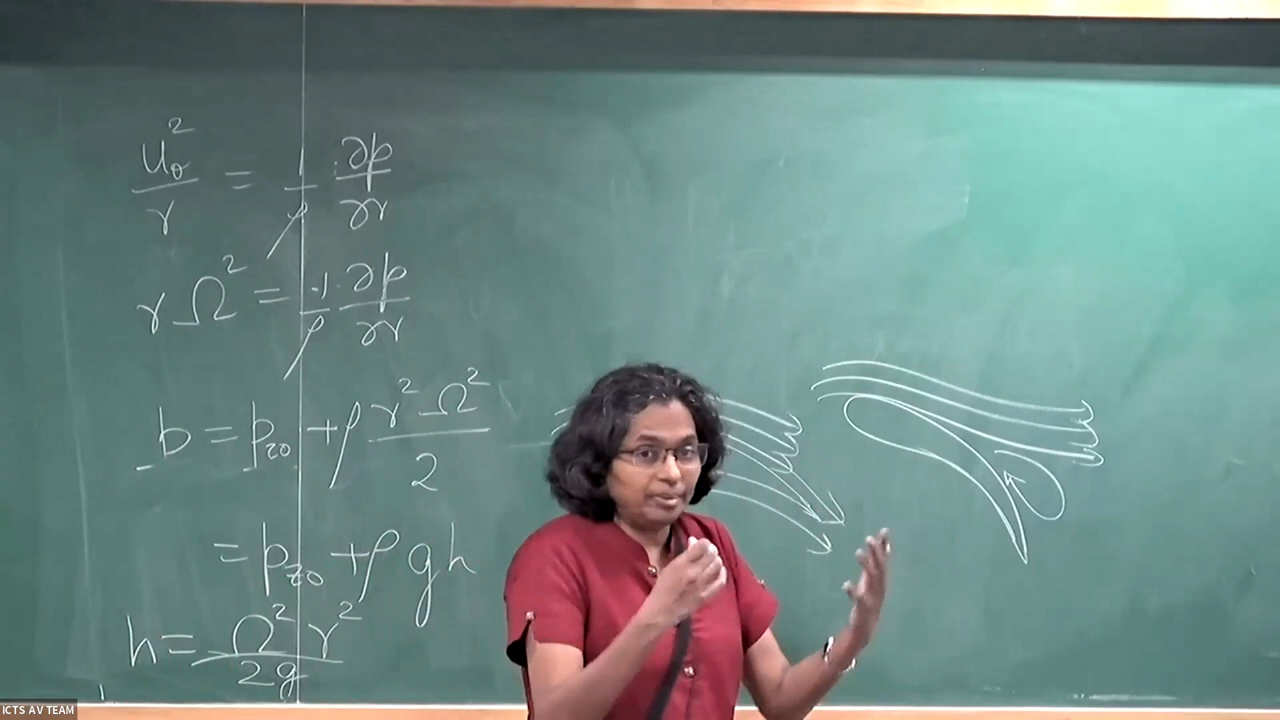 u_θ²/r = 1/ρ ∂p/∂r
rΩ² = 1/ρ ∂p/∂r
p = p_z0 + ρ r²Ω²/2
= p_z0 + ρgh
h = Ω²r²/2g
ICTS AV TEAM